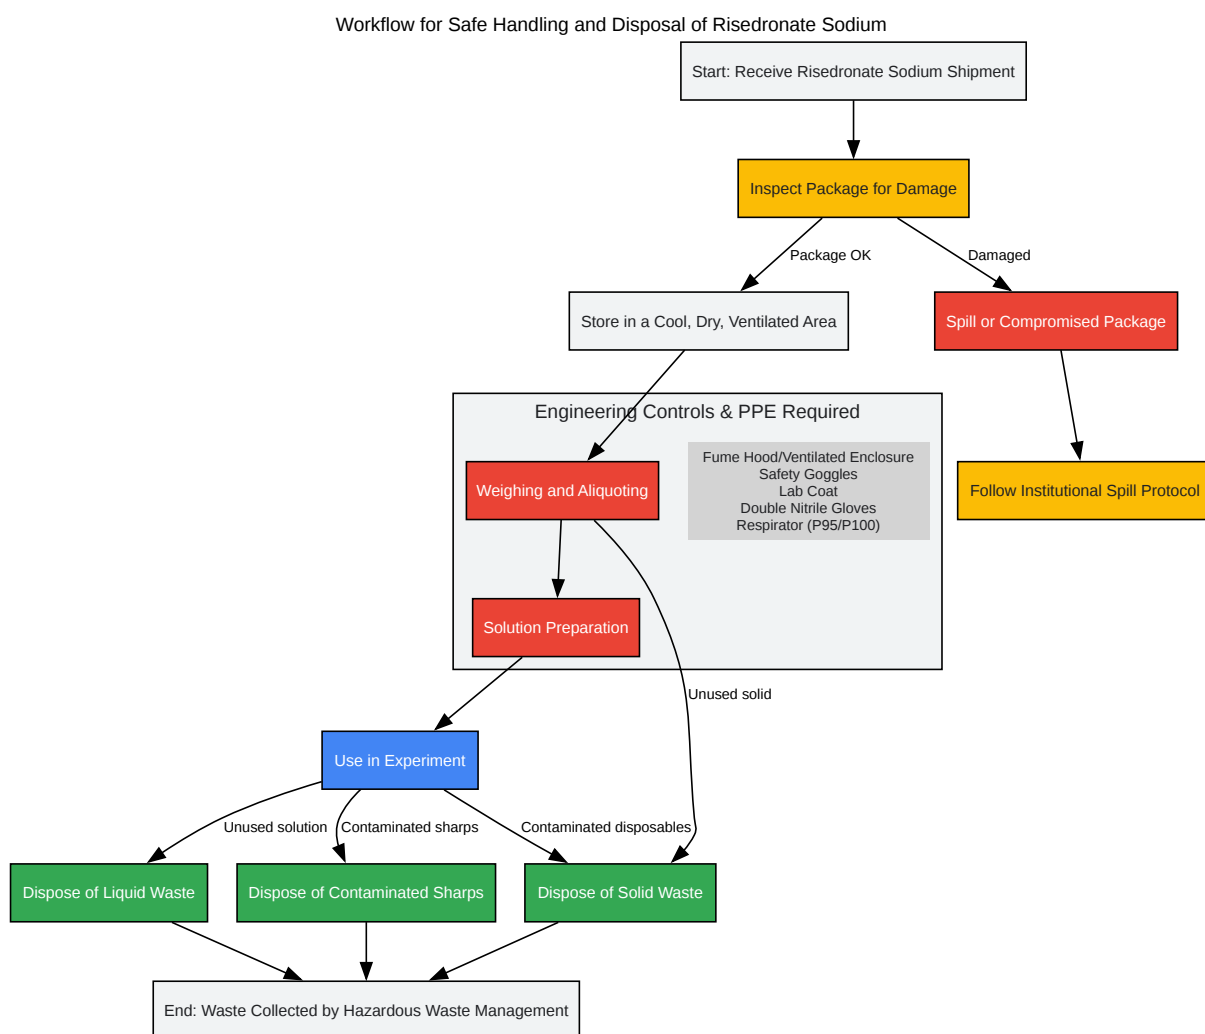 Workflow for Safe Handling and Disposal of Risedronate Sodium
Start: Receive Risedronate Sodium Shipment
Inspect Package for Damage
Package OK
Damaged
Store in a Cool, Dry, Ventilated Area
Spill or Compromised Package
Engineering Controls & PPE Required
Fume Hood/Ventilated Enclosure
Safety Goggles
Lab Coat
Double Nitrile Gloves
Respirator (P95/P100)
Weighing and Aliquoting
Follow Institutional Spill Protocol
Solution Preparation
Unused solid
Use in Experiment
Unused solution
Contaminated sharps
Contaminated disposables
Dispose of Liquid Waste
Dispose of Contaminated Sharps
Dispose of Solid Waste
End: Waste Collected by Hazardous Waste Management